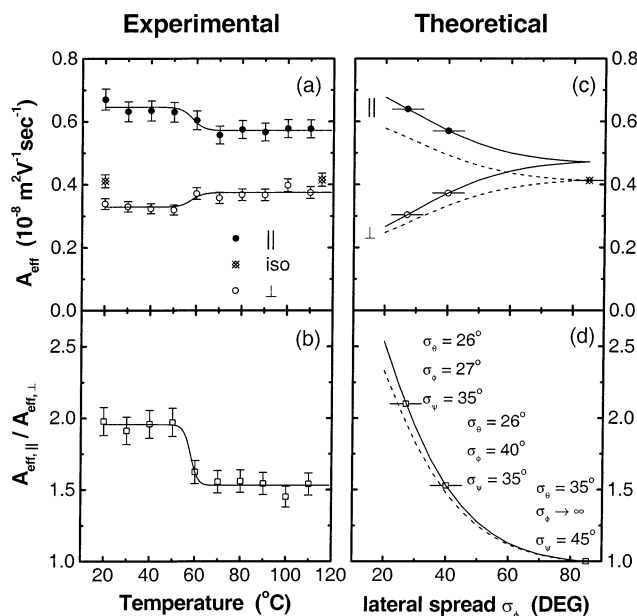 Experimental
Theoretical
0.8
0.6
0.4
0.2
0.0
A_eff (10⁻⁸ m²V⁻¹sec⁻¹)
(a)
||
iso
⊥
(c)
||
⊥
0.8
0.6
0.4
0.2
0.0
2.5
2.0
1.5
1.0
A_eff,|| / A_eff,⊥
(b)
(d)
σ_θ = 26°
σ_ϕ = 27°
σ_ψ = 35°
σ_θ = 26°
σ_ϕ = 40°
σ_ψ = 35°
σ_θ = 35°
σ_ϕ → ∞
σ_ψ = 45°
2.5
2.0
1.5
1.0
20 40 60 80 100 120
Temperature (°C)
20 40 60 80
lateral spread σ_ϕ (DEG)